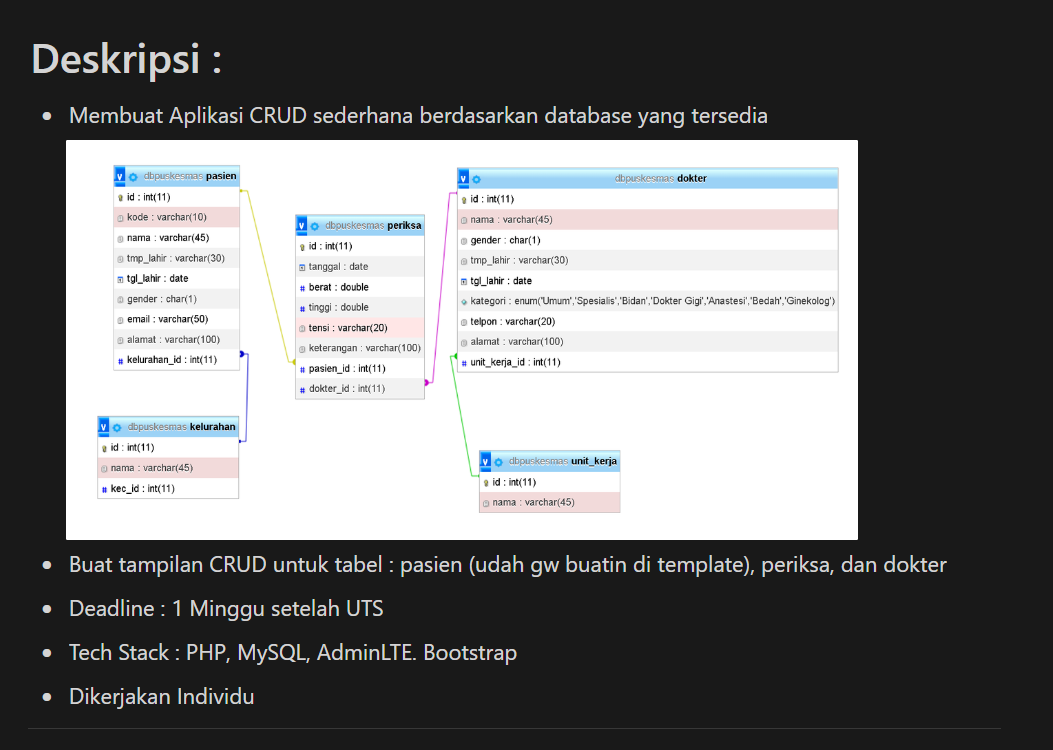 Deskripsi :
Membuat Aplikasi CRUD sederhana berdasarkan database yang tersedia
dbpuskesmas pasien
id : int(11)
kode : varchar(10)
nama : varchar(45)
tmp_lahir : varchar(30)
tgl_lahir : date
gender : char(1)
email : varchar(50)
alamat : varchar(100)
kelurahan_id : int(11)
dbpuskesmas periksa
id : int(11)
tanggal : date
berat : double
tinggi : double
tensi : varchar(20)
keterangan : varchar(100)
pasien_id : int(11)
dokter_id : int(11)
dbpuskesmas dokter
id : int(11)
nama : varchar(45)
gender : char(1)
tmp_lahir : varchar(30)
tgl_lahir : date
kategori : enum('Umum','Spesialis','Bidan','Dokter Gigi','Anastesi','Bedah','Ginekolog')
telpon : varchar(20)
alamat : varchar(100)
unit_kerja_id : int(11)
dbpuskesmas kelurahan
id : int(11)
nama : varchar(45)
kec_id : int(11)
dbpuskesmas unit_kerja
id : int(11)
nama : varchar(45)
Buat tampilan CRUD untuk tabel : pasien (udah gw buatin di template), periksa, dan dokter
Deadline : 1 Minggu setelah UTS
Tech Stack : PHP, MySQL, AdminLTE. Bootstrap
Dikerjakan Individu